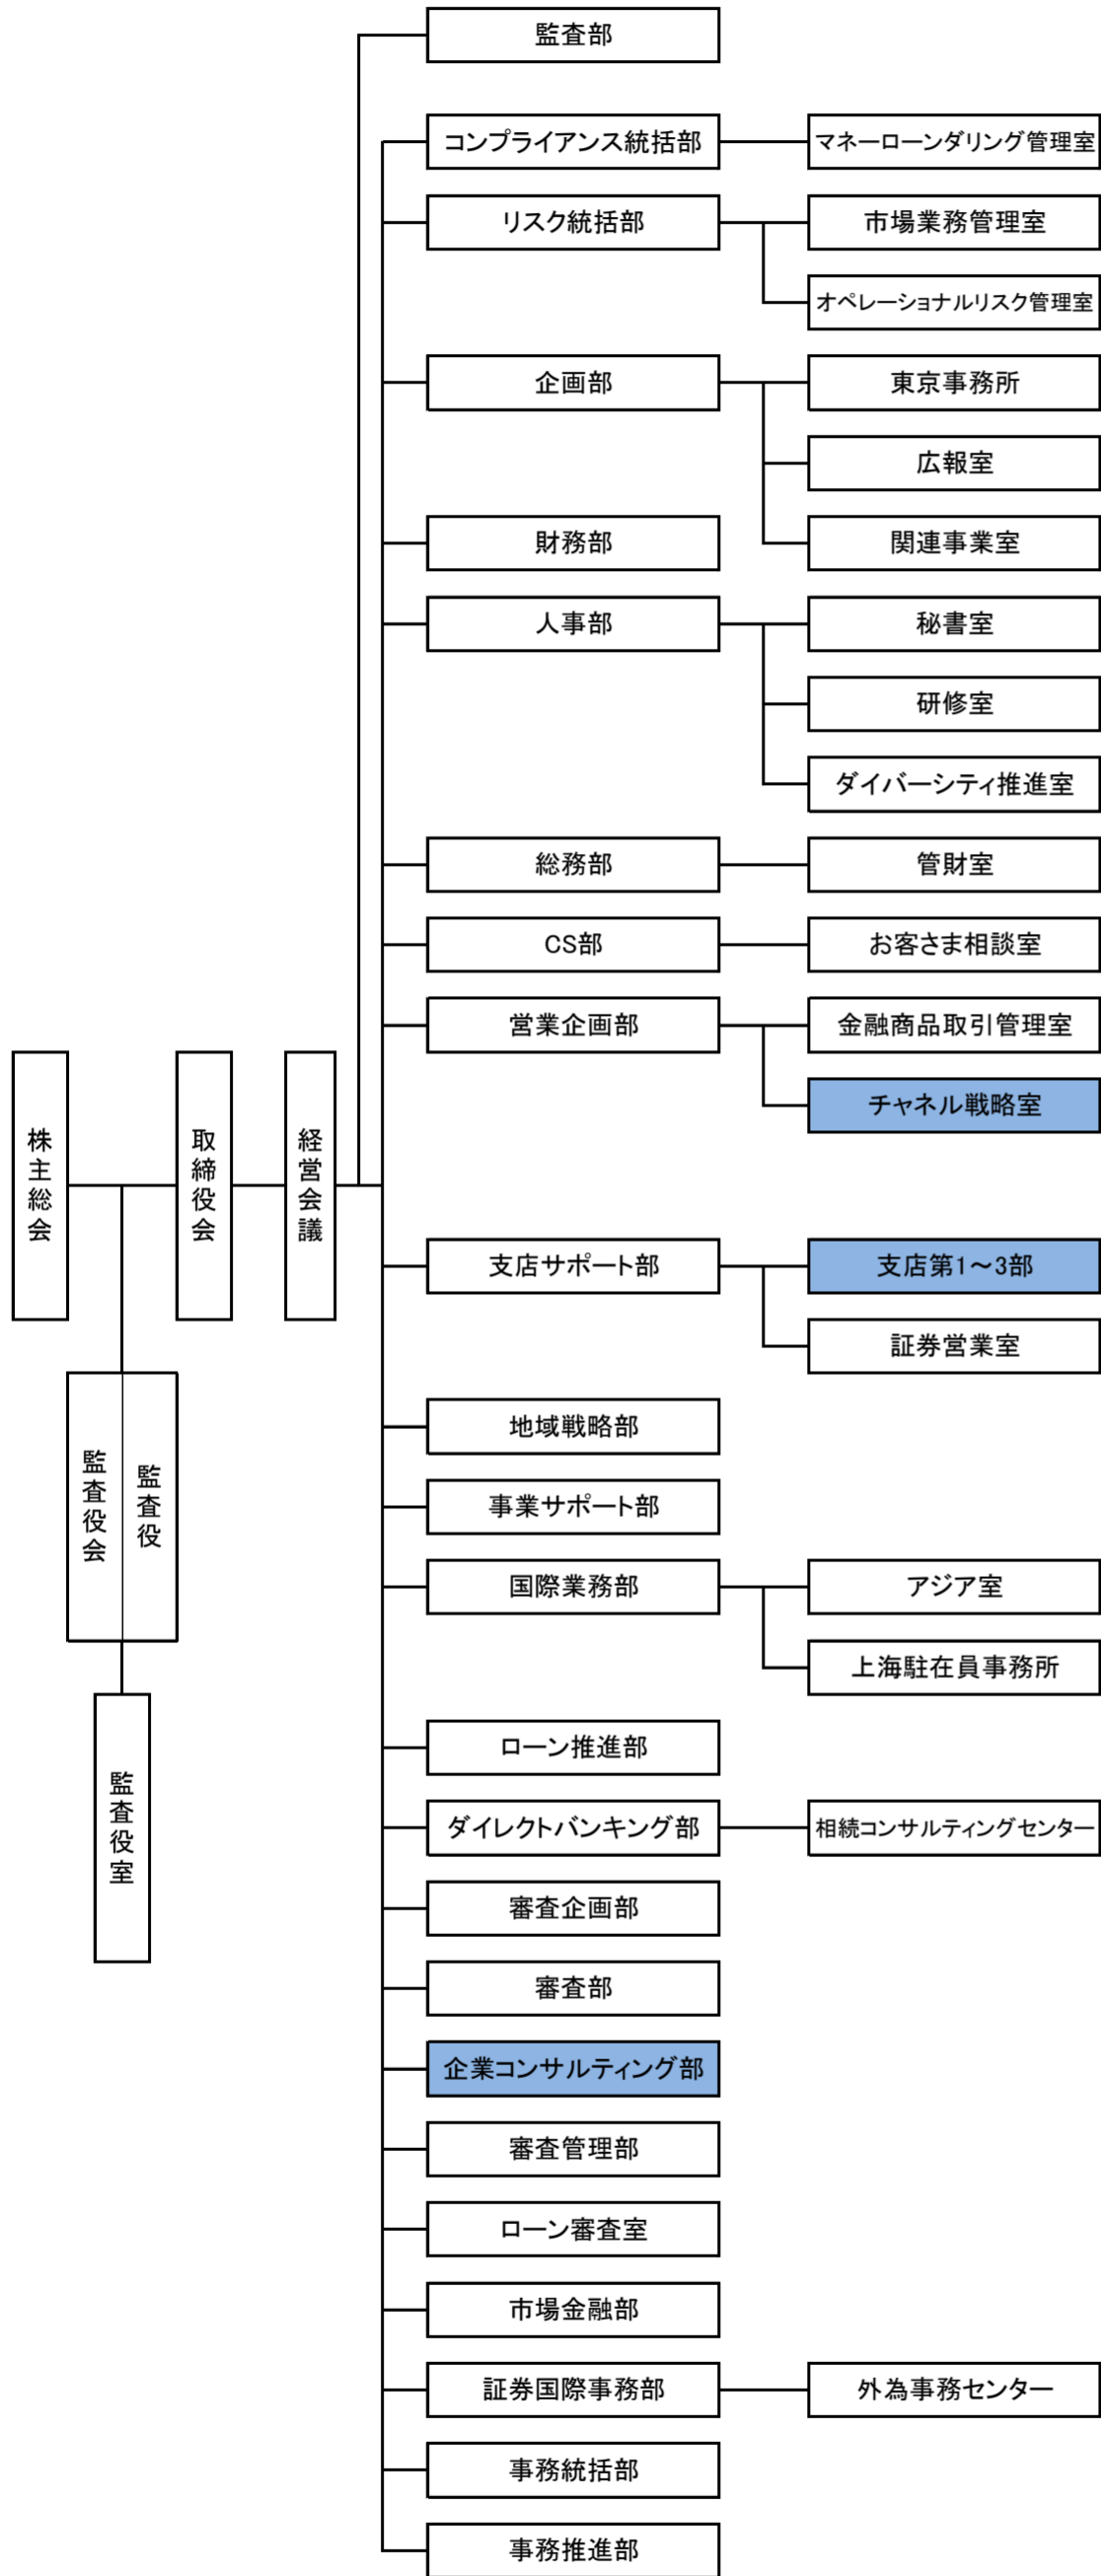 監査部
コンプライアンス統括部
マネーローンダリング管理室
リスク統括部
市場業務管理室
オペレーショナルリスク管理室
企画部
東京事務所
広報室
財務部
関連事業室
人事部
秘書室
研修室
ダイバーシティ推進室
総務部
管財室
CS部
お客さま相談室
営業企画部
金融商品取引管理室
チャネル戦略室
株主総会
取締役会
経営会議
支店サポート部
支店第1～3部
証券営業室
監査役会
監査役
地域戦略部
事業サポート部
国際業務部
アジア室
上海駐在員事務所
監査役室
ローン推進部
ダイレクトバンキング部
相続コンサルティングセンター
審査企画部
審査部
企業コンサルティング部
審査管理部
ローン審査室
市場金融部
証券国際事務部
外為事務センター
事務統括部
事務推進部